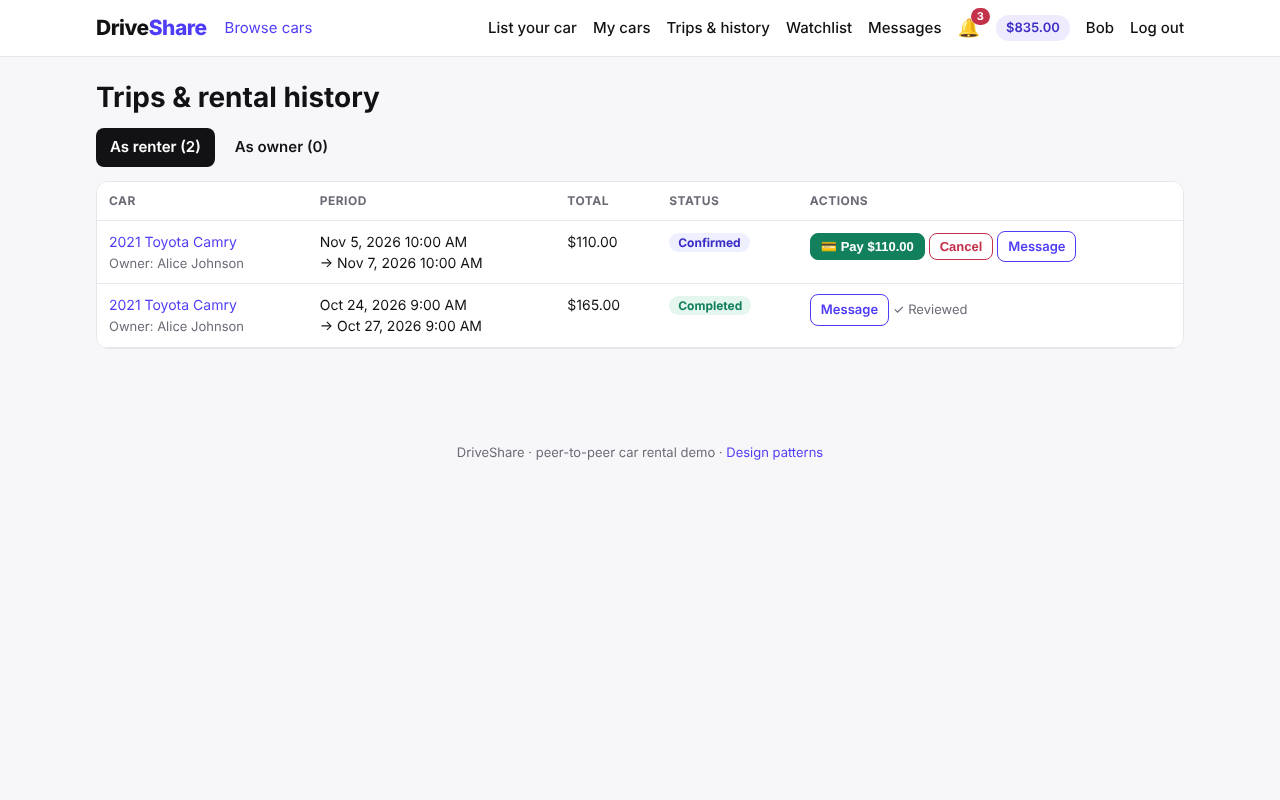 DriveShare Browse cars List your car My cars Trips & history Watchlist Messages 3 $835.00 Bob Log out
Trips & rental history
As renter (2) As owner (0)
CAR PERIOD TOTAL STATUS ACTIONS
2021 Toyota Camry Nov 5, 2026 10:00 AM $110.00 Confirmed 💳 Pay $110.00 Cancel Message
Owner: Alice Johnson → Nov 7, 2026 10:00 AM
2021 Toyota Camry Oct 24, 2026 9:00 AM $165.00 Completed Message ✓ Reviewed
Owner: Alice Johnson → Oct 27, 2026 9:00 AM
DriveShare · peer-to-peer car rental demo · Design patterns